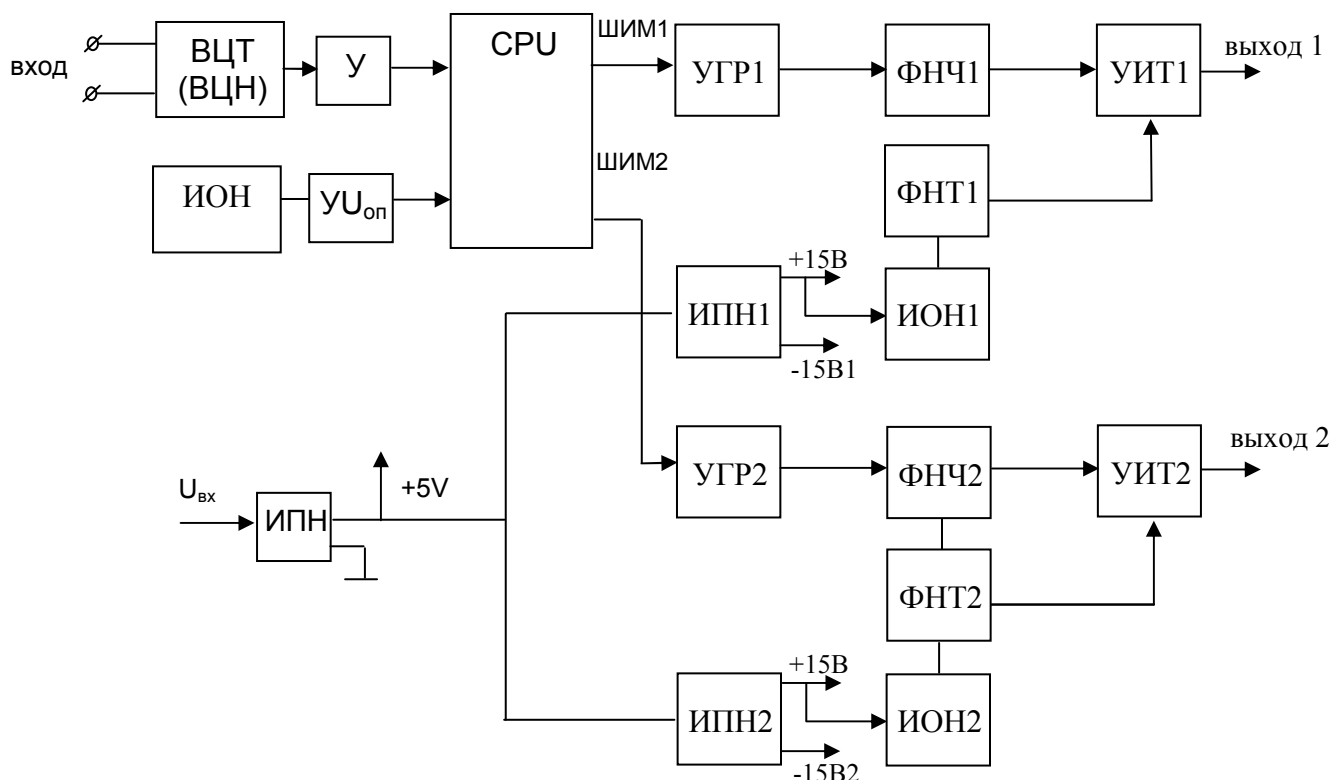 вход
ВЦТ
(ВЦН)
У
CPU
ШИМ1
УГР1
ФНЧ1
УИТ1
выход 1
ИОН
УUоп
ШИМ2
ФНТ1
ИПН1
+15В
-15В1
ИОН1
Uвх
ИПН
+5V
УГР2
ФНЧ2
УИТ2
выход 2
ФНТ2
ИПН2
+15В
-15В2
ИОН2